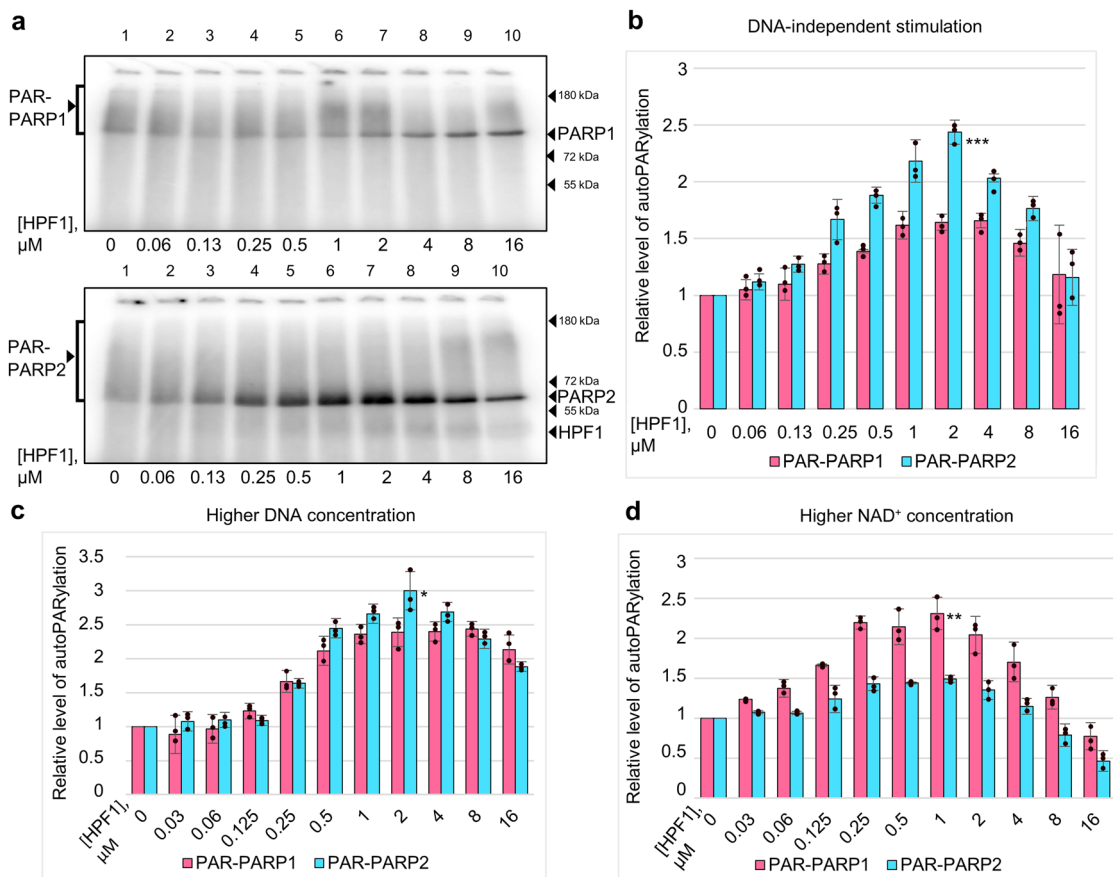 a
1 2 3 4 5 6 7 8 9 10
PAR-
PARP1
180 kDa
PARP1
72 kDa
55 kDa
[HPF1],
µM
0 0.06 0.13 0.25 0.5 1 2 4 8 16
1 2 3 4 5 6 7 8 9 10
PAR-
PARP2
180 kDa
72 kDa
PARP2
55 kDa
HPF1
[HPF1],
µM
0 0.06 0.13 0.25 0.5 1 2 4 8 16
b
DNA-independent stimulation
Relative level of autoPARylation
3
2.5
2
1.5
1
0.5
0
***
[HPF1],
µM
0 0.06 0.13 0.25 0.5 1 2 4 8 16
PAR-PARP1 PAR-PARP2
c
Higher DNA concentration
Relative level of autoPARylation
3.5
3
2.5
2
1.5
1
0.5
0
*
[HPF1],
µM
0 0.03 0.06 0.125 0.25 0.5 1 2 4 8 16
PAR-PARP1 PAR-PARP2
d
Higher NAD⁺ concentration
Relative level of autoPARylation
3
2.5
2
1.5
1
0.5
0
**
[HPF1],
µM
0 0.03 0.06 0.125 0.25 0.5 1 2 4 8 16
PAR-PARP1 PAR-PARP2